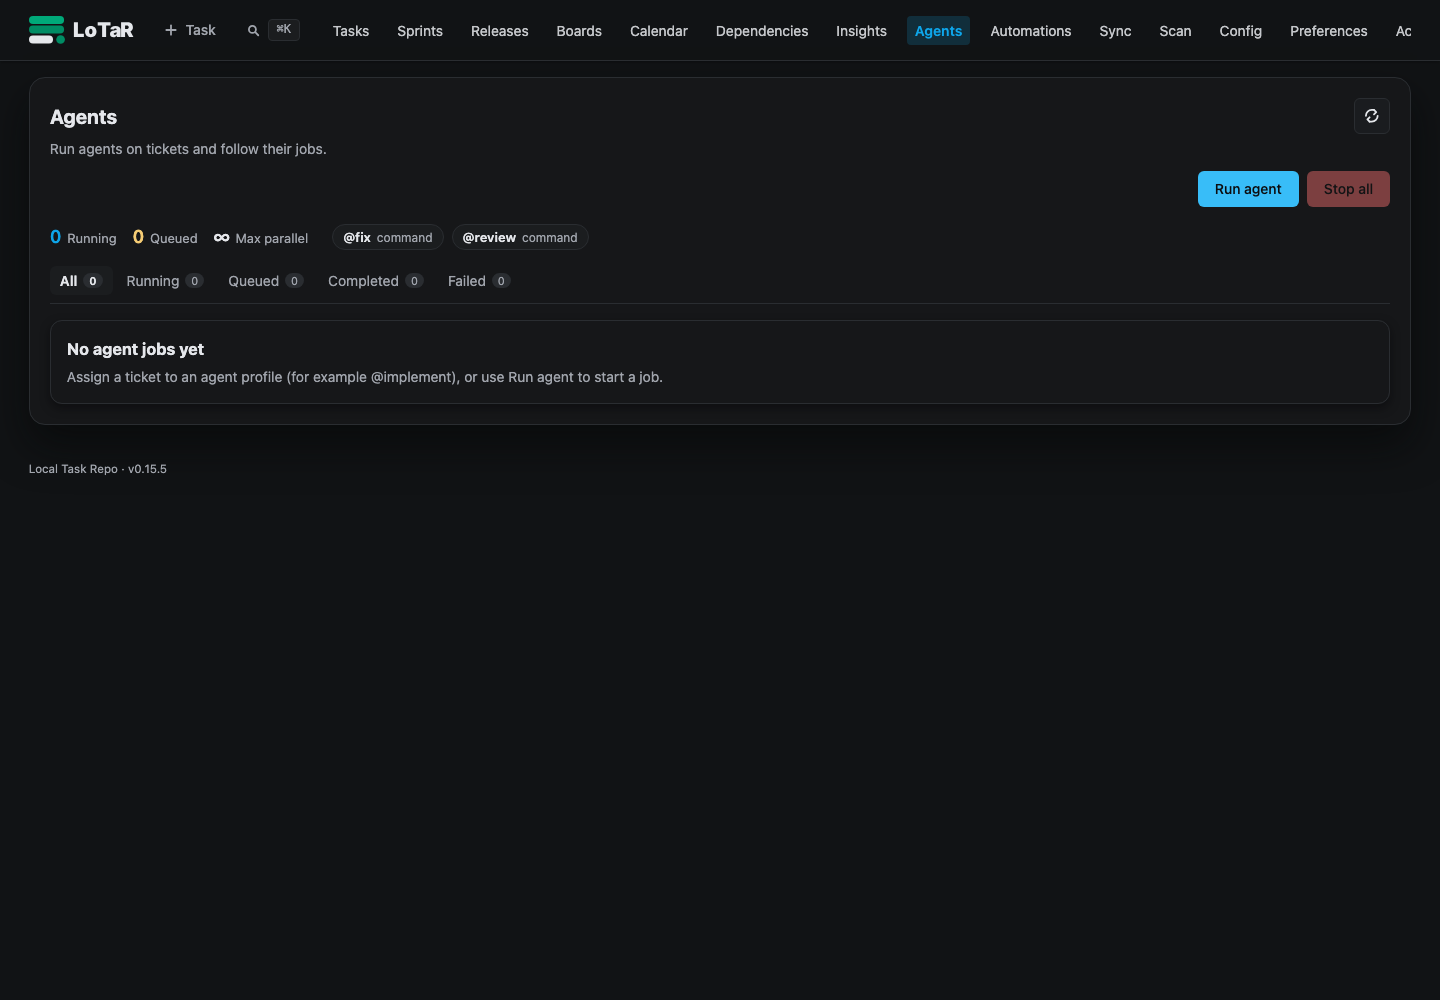 LoTaR + Task ⌘K Tasks Sprints Releases Boards Calendar Dependencies Insights Agents Automations Sync Scan Config Preferences Ac
Agents
Run agents on tickets and follow their jobs.
Run agent Stop all
0 Running 0 Queued ∞ Max parallel @fix command @review command
All 0 Running 0 Queued 0 Completed 0 Failed 0
No agent jobs yet
Assign a ticket to an agent profile (for example @implement), or use Run agent to start a job.
Local Task Repo · v0.15.5